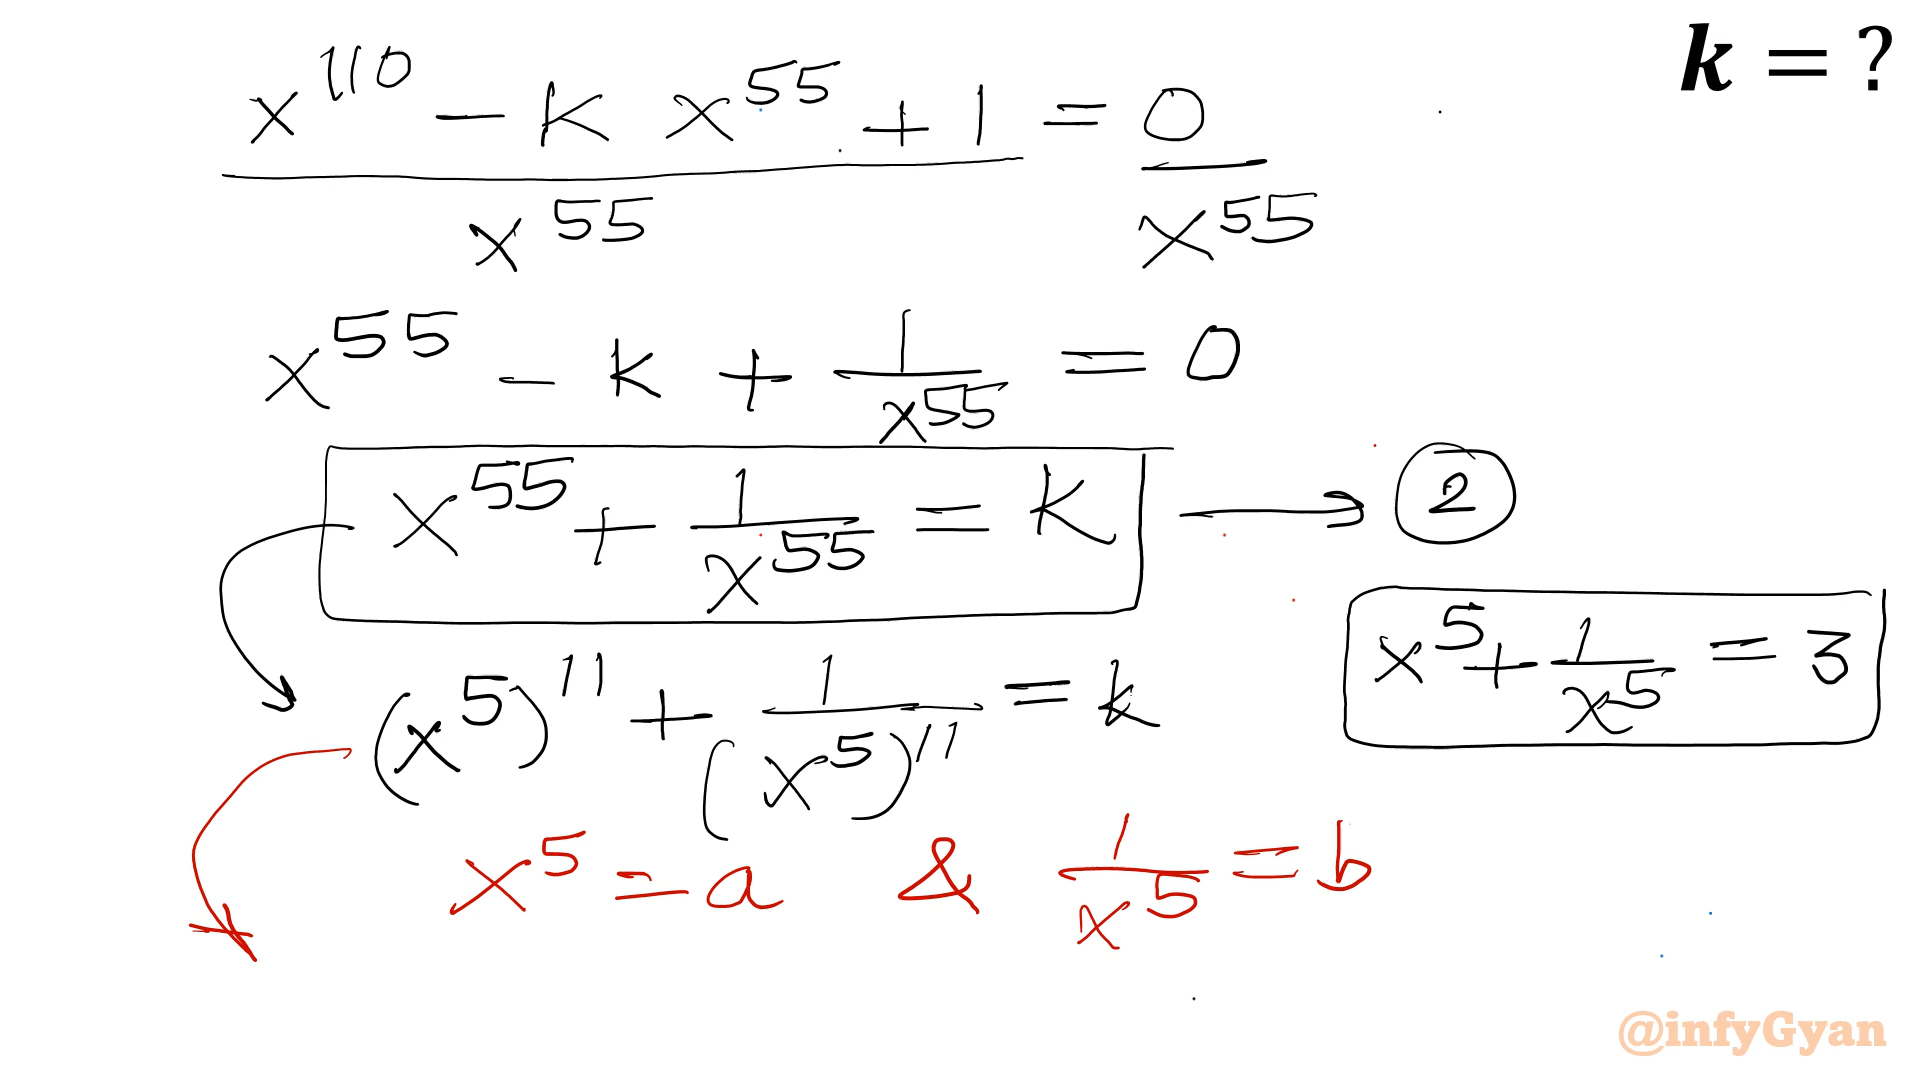 k = ?
x^110 - k x^55 + 1 = 0
x^55 x^55
x^55 - k + 1/x^55 = 0
x^55 + 1/x^55 = k → 2
x^5 + 1/x^5 = 3
(x^5)^11 + 1/(x^5)^11 = k
x^5 = a & 1/x^5 = b
@infyGyan